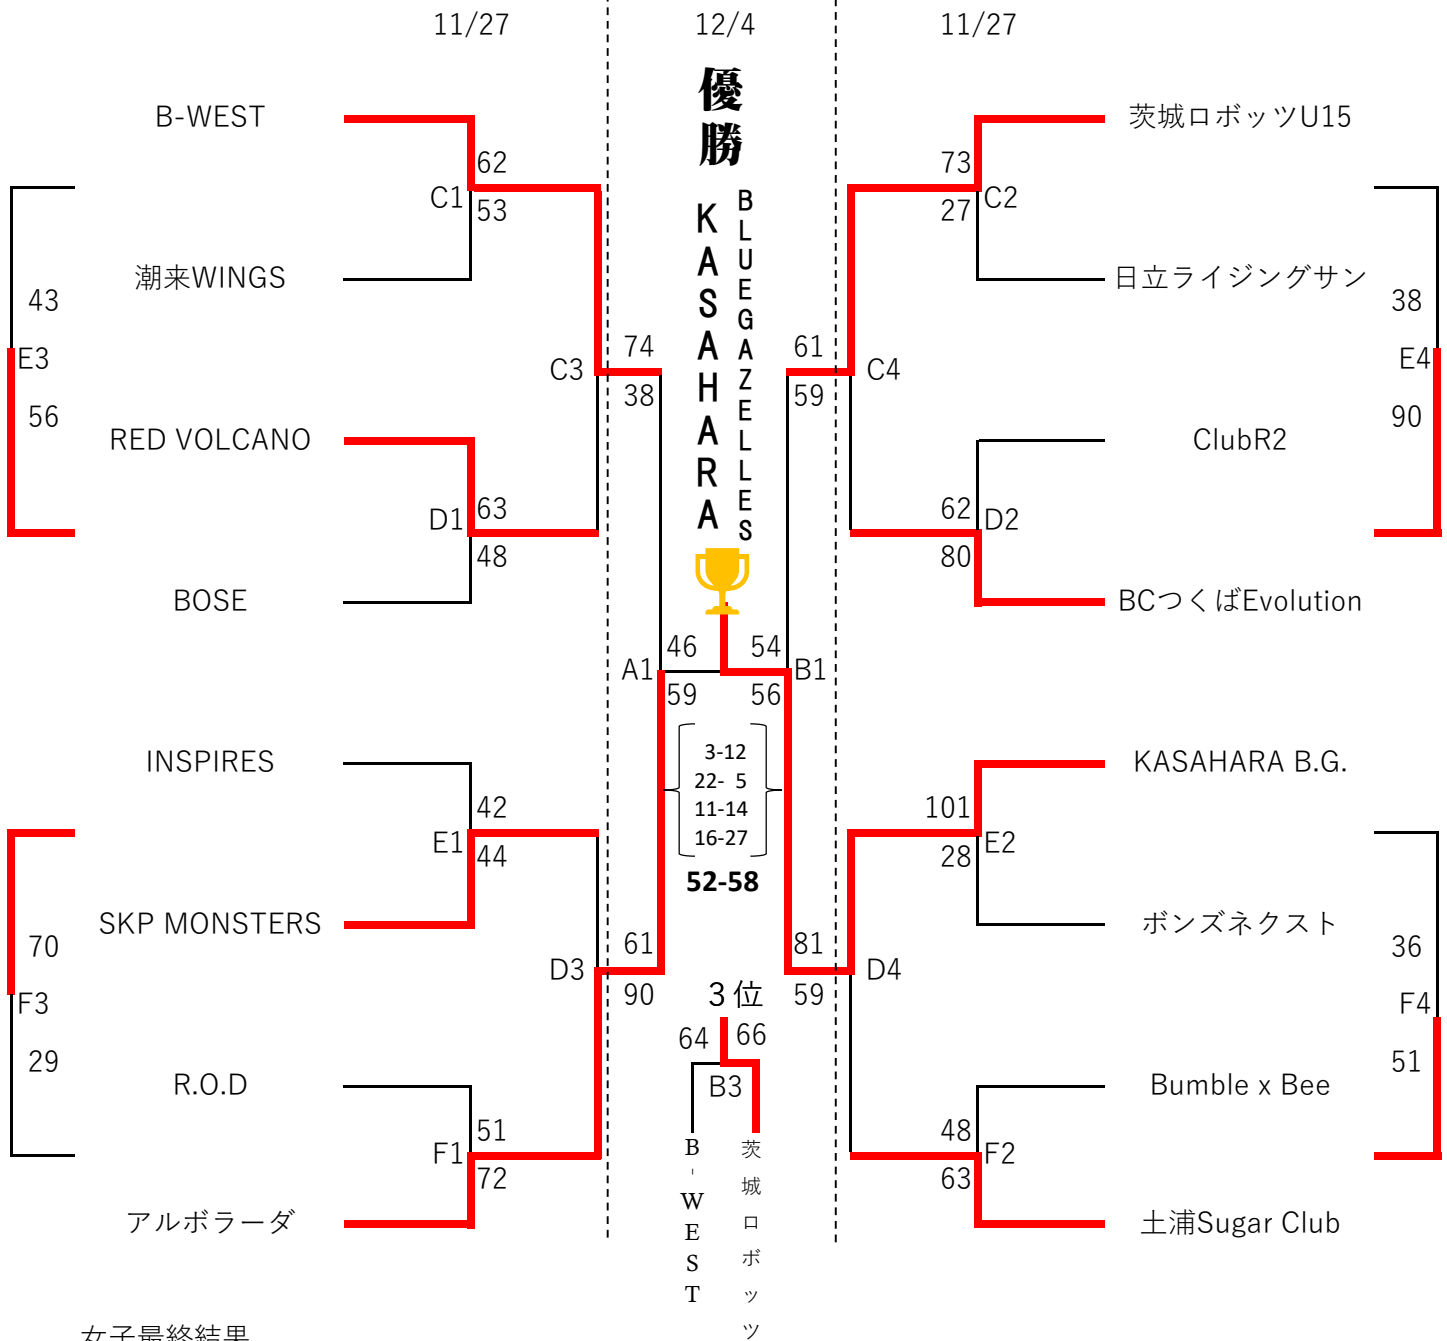 11/27
12/4
11/27
優勝
KASAHARA
BLUEGAZELLES
B-WEST
62
C1
53
潮来WINGS
43
E3
56
C3
74
38
RED VOLCANO
63
D1
48
BOSE
茨城ロボッツU15
73
C2
27
日立ライジングサン
38
E4
90
61
C4
59
ClubR2
62
D2
80
BCつくばEvolution
46
A1
59
54
B1
56
3-12
22- 5
11-14
16-27
52-58
INSPIRES
42
E1
44
SKP MONSTERS
70
F3
29
61
D3
90
R.O.D
51
F1
72
アルボラーダ
KASAHARA B.G.
101
E2
28
ボンズネクスト
36
F4
51
81
D4
59
Bumble x Bee
48
F2
63
土浦Sugar Club
3位
64
66
B3
B-WEST
茨城ロボッツ
女子最終結果